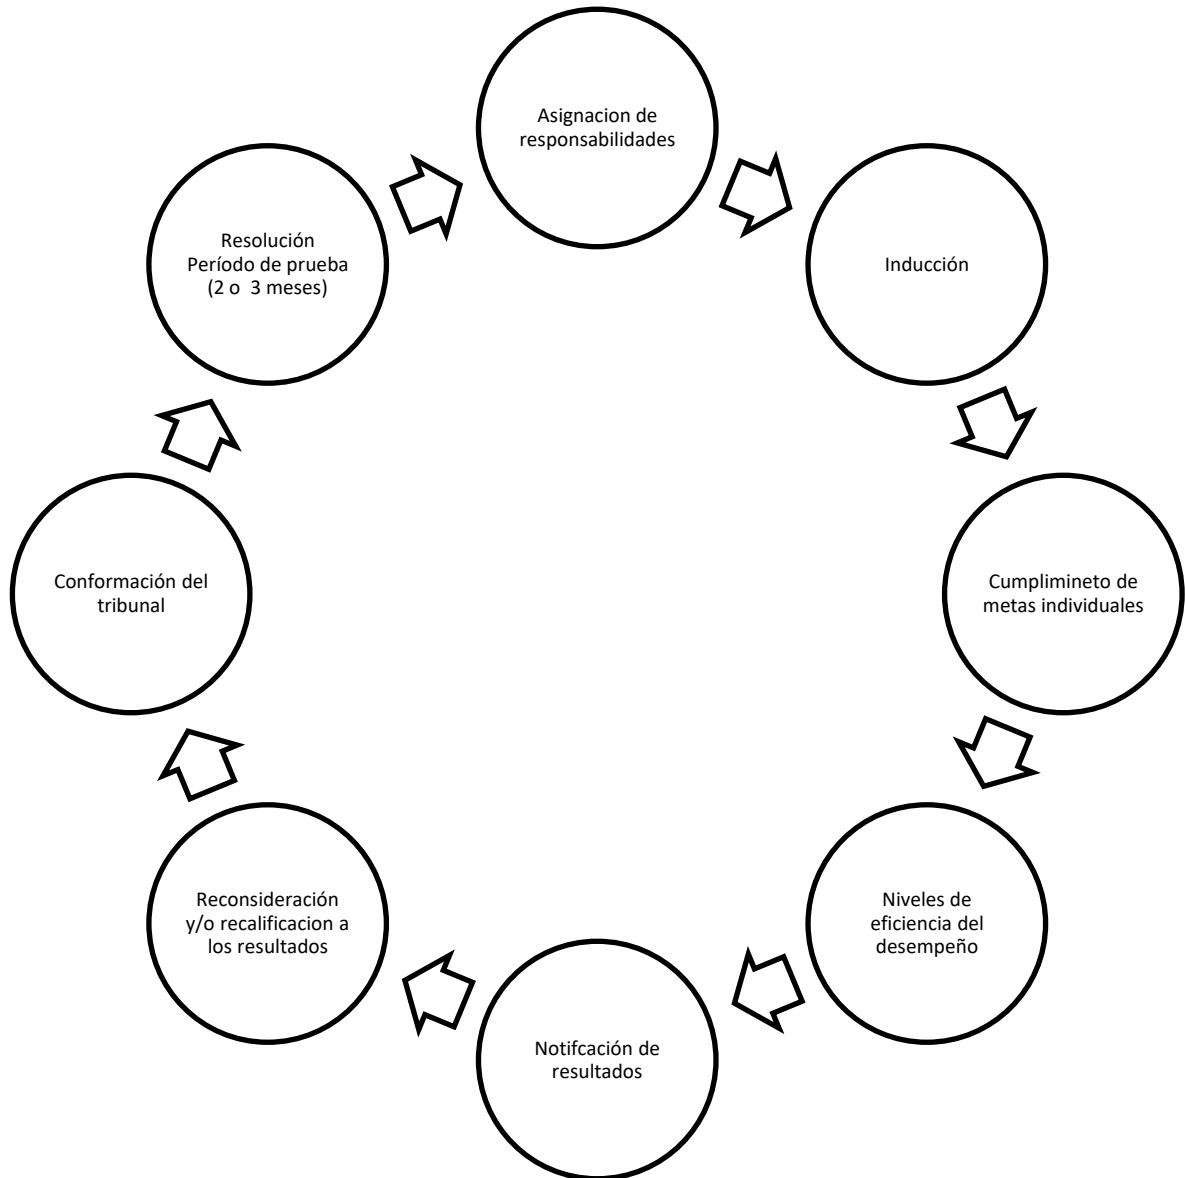 Asignacion de
responsabilidades
Inducción
Cumplimineto de
metas individuales
Niveles de
eficiencia del
desempeño
Notifcación de
resultados
Reconsideración
y/o recalificacion a
los resultados
Conformación del
tribunal
Resolución
Período de prueba
(2 o  3 meses)